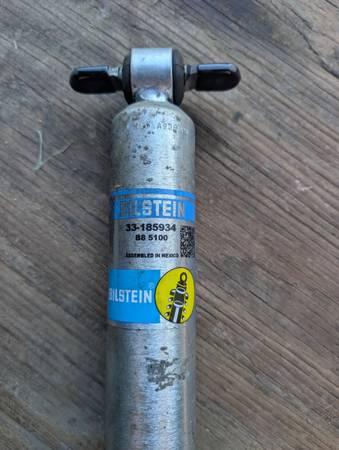 BILSTEIN
33-185934
B8 5100
ASSEMBLED IN MEXICO
BILSTEIN®